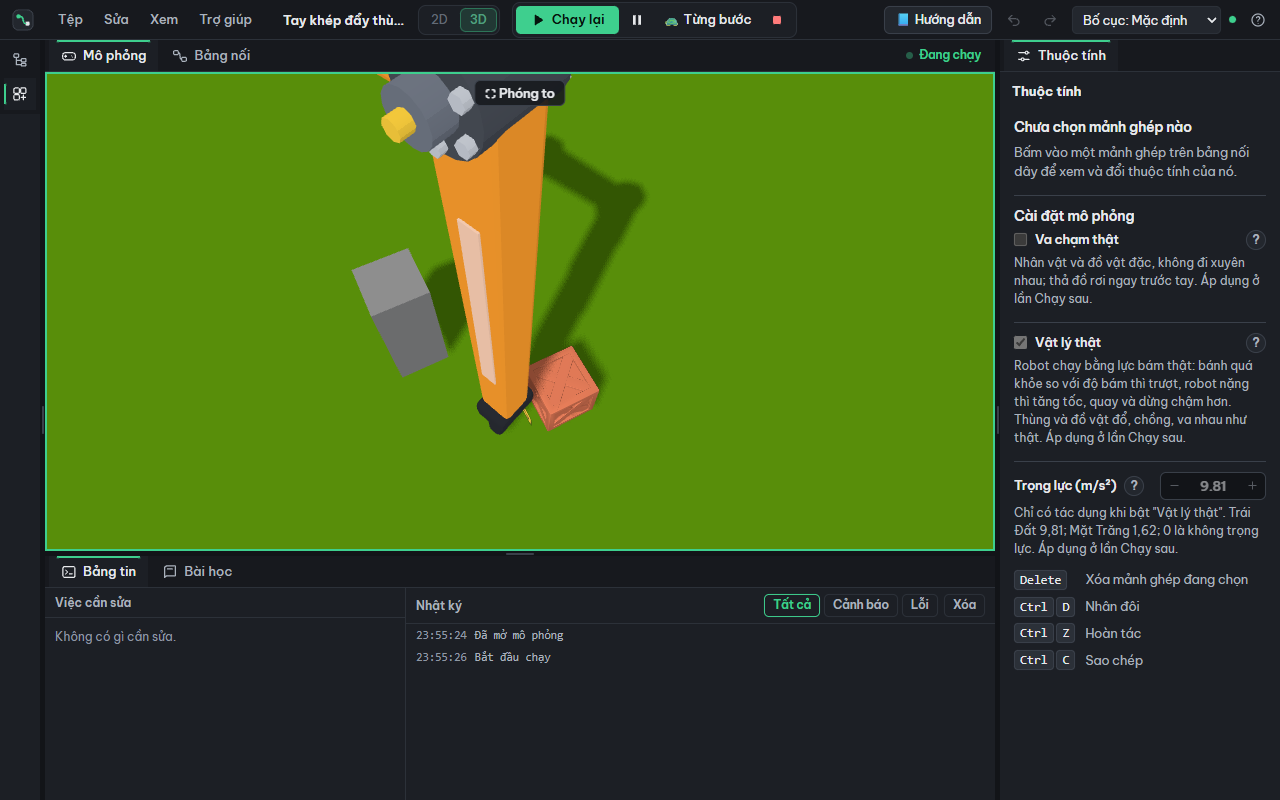 Tệp Sửa Xem Trợ giúp Tay khép đẩy thù... 2D 3D Chạy lại Từng bước Hướng dẫn Bố cục: Mặc định
Mô phỏng Bảng nối Đang chạy
Phóng to
Bảng tin Bài học
Việc cần sửa
Không có gì cần sửa.
Nhật ký Tất cả Cảnh báo Lỗi Xóa
23:55:24 Đã mở mô phỏng
23:55:26 Bắt đầu chạy
Thuộc tính
Thuộc tính
Chưa chọn mảnh ghép nào
Bấm vào một mảnh ghép trên bảng nối
dây để xem và đổi thuộc tính của nó.
Cài đặt mô phỏng
Va chạm thật ?
Nhân vật và đồ vật đặc, không đi xuyên
nhau; thả đồ rơi ngay trước tay. Áp dụng ở
lần Chạy sau.
Vật lý thật ?
Robot chạy bằng lực bám thật: bánh quá
khỏe so với độ bám thì trượt, robot nặng
thì tăng tốc, quay và dừng chậm hơn.
Thùng và đồ vật đổ, chồng, va nhau như
thật. Áp dụng ở lần Chạy sau.
Trọng lực (m/s²) ? − 9.81 +
Chỉ có tác dụng khi bật "Vật lý thật". Trái
Đất 9,81; Mặt Trăng 1,62; 0 là không trọng
lực. Áp dụng ở lần Chạy sau.
Delete Xóa mảnh ghép đang chọn
Ctrl D Nhân đôi
Ctrl Z Hoàn tác
Ctrl C Sao chép